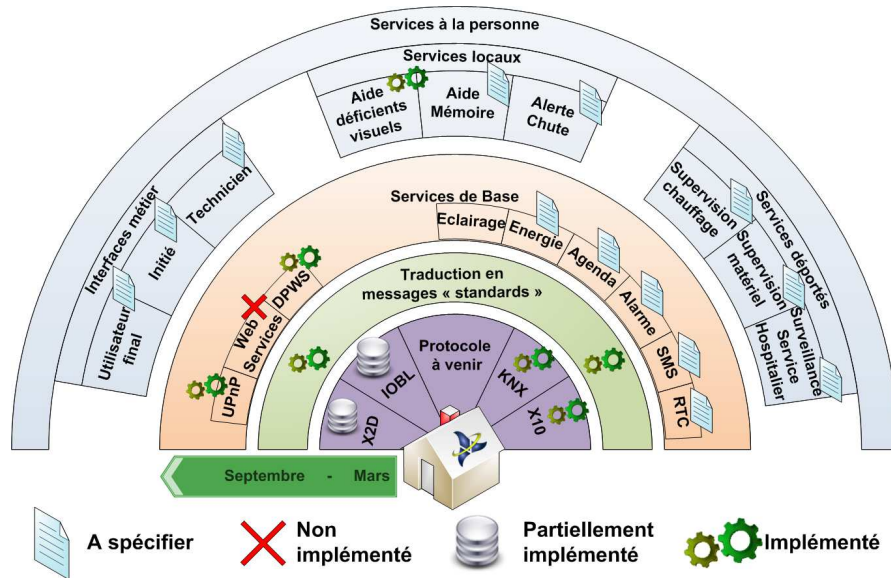 Services à la personne
Services locaux
Aide
déficients
visuels
Aide
Mémoire
Alerte
Chute
Interfaces métier
Technicien
Initié
Utilisateur
final
Services déportés
Supervision
chauffage
Supervision
matériel
Surveillance
Service
Hospitalier
Services de Base
Eclairage
Energie
Agenda
Alarme
SMS
RTC
DPWS
Web
Services
UPnP
Traduction en
messages « standards »
Protocole
à venir
IOBL
X2D
KNX
X10
Septembre - Mars
A spécifier
Non
implémenté
Partiellement
implémenté
Implémenté